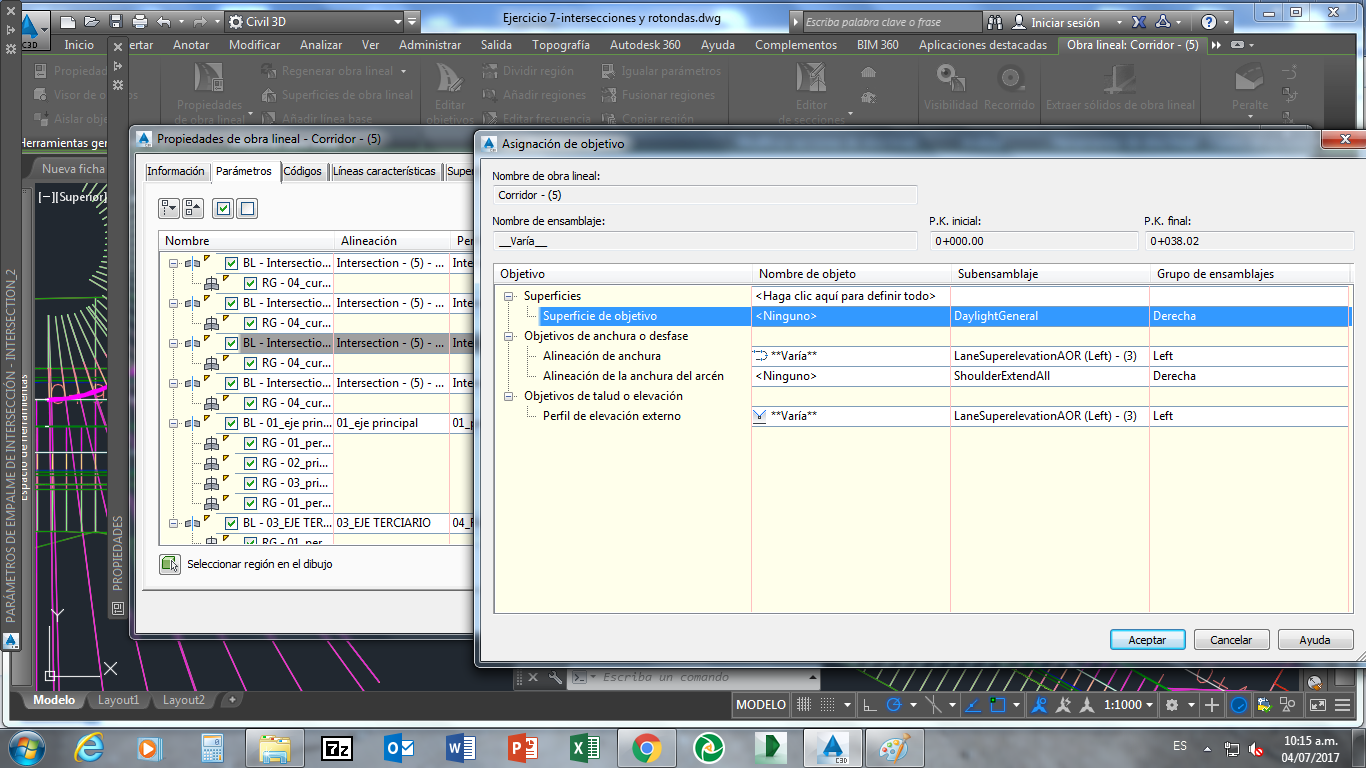 Civil 3D
Ejercicio 7-intersecciones y rotondas.dwg
Escriba palabra clave o frase
Iniciar sesión
C3D
Inicio
ertar
Anotar
Modificar
Analizar
Ver
Administrar
Salida
Topografía
Autodesk 360
Ayuda
Complementos
BIM 360
Aplicaciones destacadas
Obra lineal: Corridor - (5)
Propiedad
Visor de o
Aislar obje
Propiedades
de obra lineal
Regenerar obra lineal
Superficies de obra lineal
Añadir línea base
Editar
objetivos
Dividir región
Añadir regiones
Editar frecuencia
Igualar parámetros
Fusionar regiones
Copiar región
Editor
de secciones
Visibilidad
Recorrido
Extraer sólidos de obra lineal
Peralte
Herramientas ger
Nueva ficha
[−][Superior]
PARÁMETROS DE EMPALME DE INTERSECCIÓN - INTERSECTION_2
Espacio de herramientas
PROPIEDADES
Propiedades de obra lineal - Corridor - (5)
Información
Parámetros
Códigos
Líneas características
Super
Nombre
Alineación
Per
BL - Intersectio...
Intersection - (5) - ...
Inte
RG - 04_cur...
BL - Intersectio...
Intersection - (5) - ...
Inte
RG - 04_cur...
BL - Intersectio...
Intersection - (5) - ...
Inte
RG - 04_cur...
BL - Intersectio...
Intersection - (5) - ...
Inte
RG - 04_cur...
BL - 01_eje prin...
01_eje principal
01_p
RG - 01_per...
RG - 02_pri...
RG - 03_pri...
RG - 01_per...
BL - 03_EJE TER...
03_EJE TERCIARIO
04_P
RG - 01_per...
Seleccionar región en el dibujo
Asignación de objetivo
Nombre de obra lineal:
Corridor - (5)
Nombre de ensamblaje:
P.K. inicial:
P.K. final:
__Varía__
0+000.00
0+038.02
Objetivo
Nombre de objeto
Subensamblaje
Grupo de ensamblajes
Superficies
<Haga clic aquí para definir todo>
Superficie de objetivo
<Ninguno>
DaylightGeneral
Derecha
Objetivos de anchura o desfase
Alineación de anchura
**Varía**
LaneSuperelevationAOR (Left) - (3)
Left
Alineación de la anchura del arcén
<Ninguno>
ShoulderExtendAll
Derecha
Objetivos de talud o elevación
Perfil de elevación externo
**Varía**
LaneSuperelevationAOR (Left) - (3)
Left
Aceptar
Cancelar
Ayuda
Y
X
Escriba un comando
Modelo
Layout1
Layout2
MODELO
1:1000
7z
C3D
ES
10:15 a.m.
04/07/2017